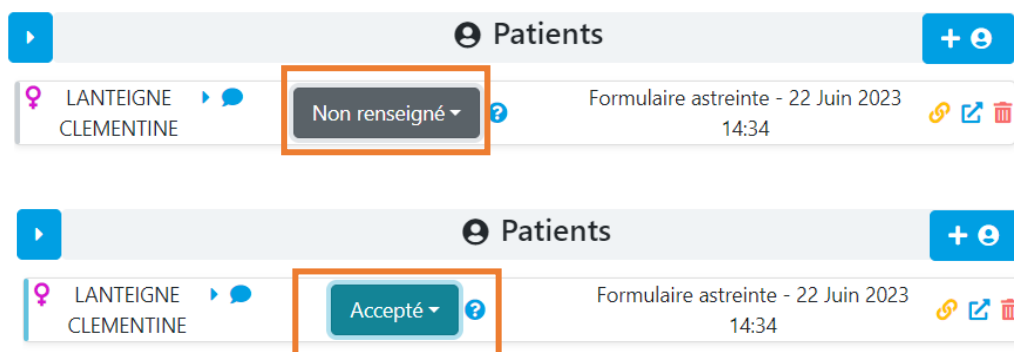 Patients
LANTEIGNE
CLEMENTINE
Non renseigné
Formulaire astreinte - 22 Juin 2023
14:34
Patients
LANTEIGNE
CLEMENTINE
Accepté
Formulaire astreinte - 22 Juin 2023
14:34